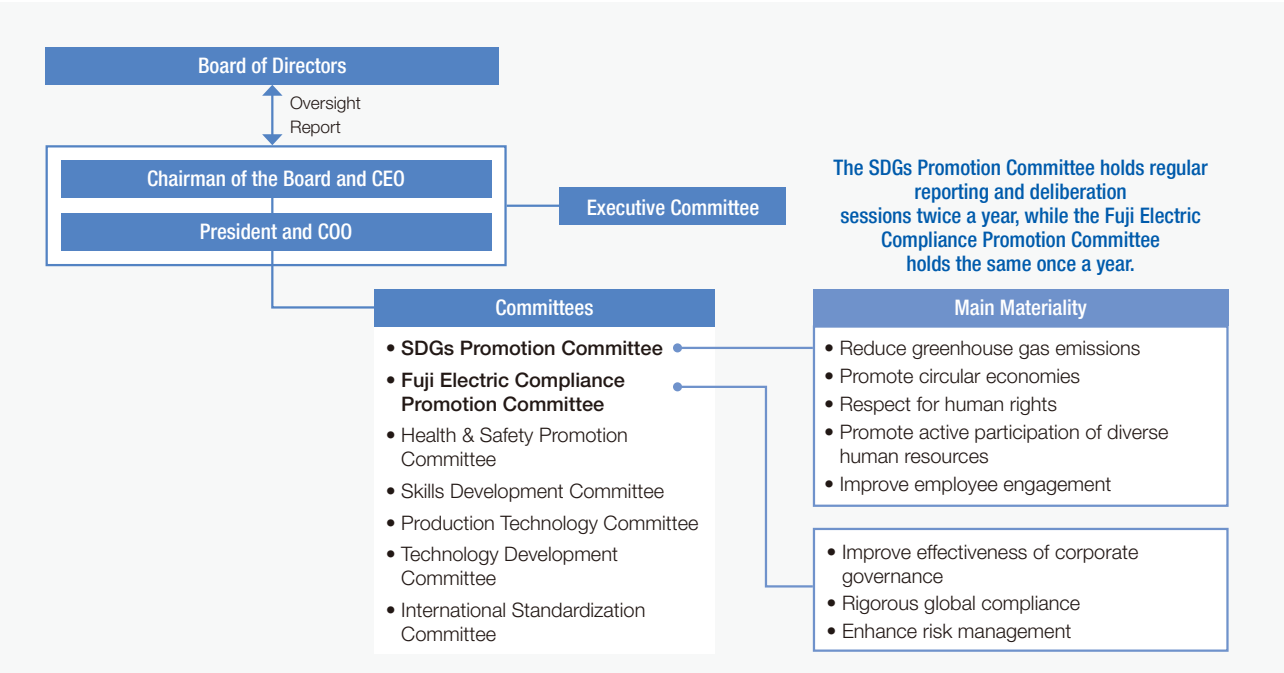 Board of Directors
Oversight
Report
Chairman of the Board and CEO
President and COO
Executive Committee
The SDGs Promotion Committee holds regular
reporting and deliberation
sessions twice a year, while the Fuji Electric
Compliance Promotion Committee
holds the same once a year.
Committees
• SDGs Promotion Committee
• Fuji Electric Compliance
Promotion Committee
• Health & Safety Promotion
Committee
• Skills Development Committee
• Production Technology Committee
• Technology Development
Committee
• International Standardization
Committee
Main Materiality
• Reduce greenhouse gas emissions
• Promote circular economies
• Respect for human rights
• Promote active participation of diverse
human resources
• Improve employee engagement
• Improve effectiveness of corporate
governance
• Rigorous global compliance
• Enhance risk management